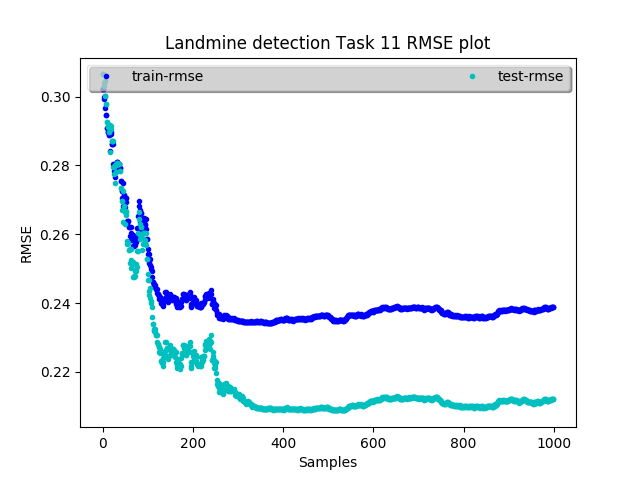 Landmine detection Task 11 RMSE plot
train-rmse
test-rmse
0.30
0.28
0.26
0.24
0.22
RMSE
0
200
400
600
800
1000
Samples